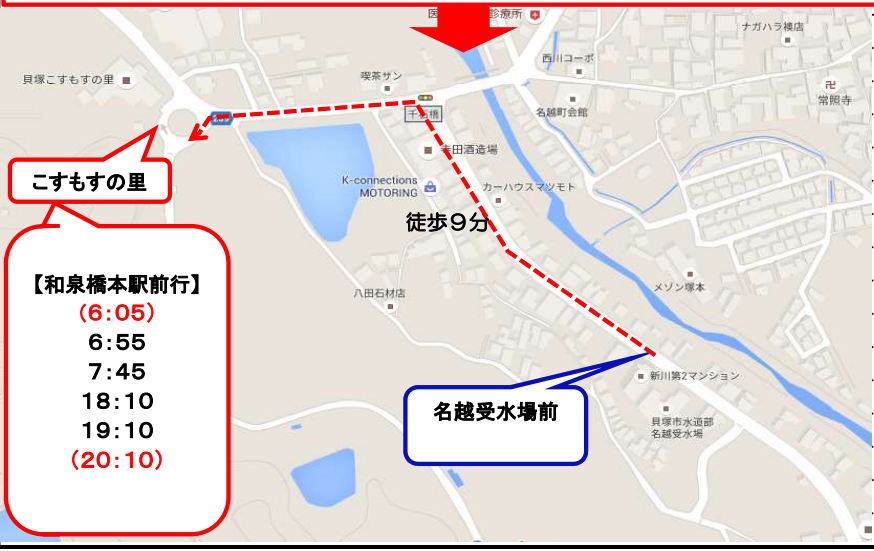 診療所
ナガハラ襖店
西川コーポ
喫茶サン
貝塚こすもすの里
常照寺
名越町会館
寺田酒造場
K-connections
MOTORING
カーハウスマツモト
こすもすの里
徒歩9分
【和泉橋本駅前行】
(6:05)
6:55
7:45
18:10
19:10
(20:10)
八田石材店
メゾン塚本
新川第2マンション
名越受水場前
貝塚市水道部
名越受水場